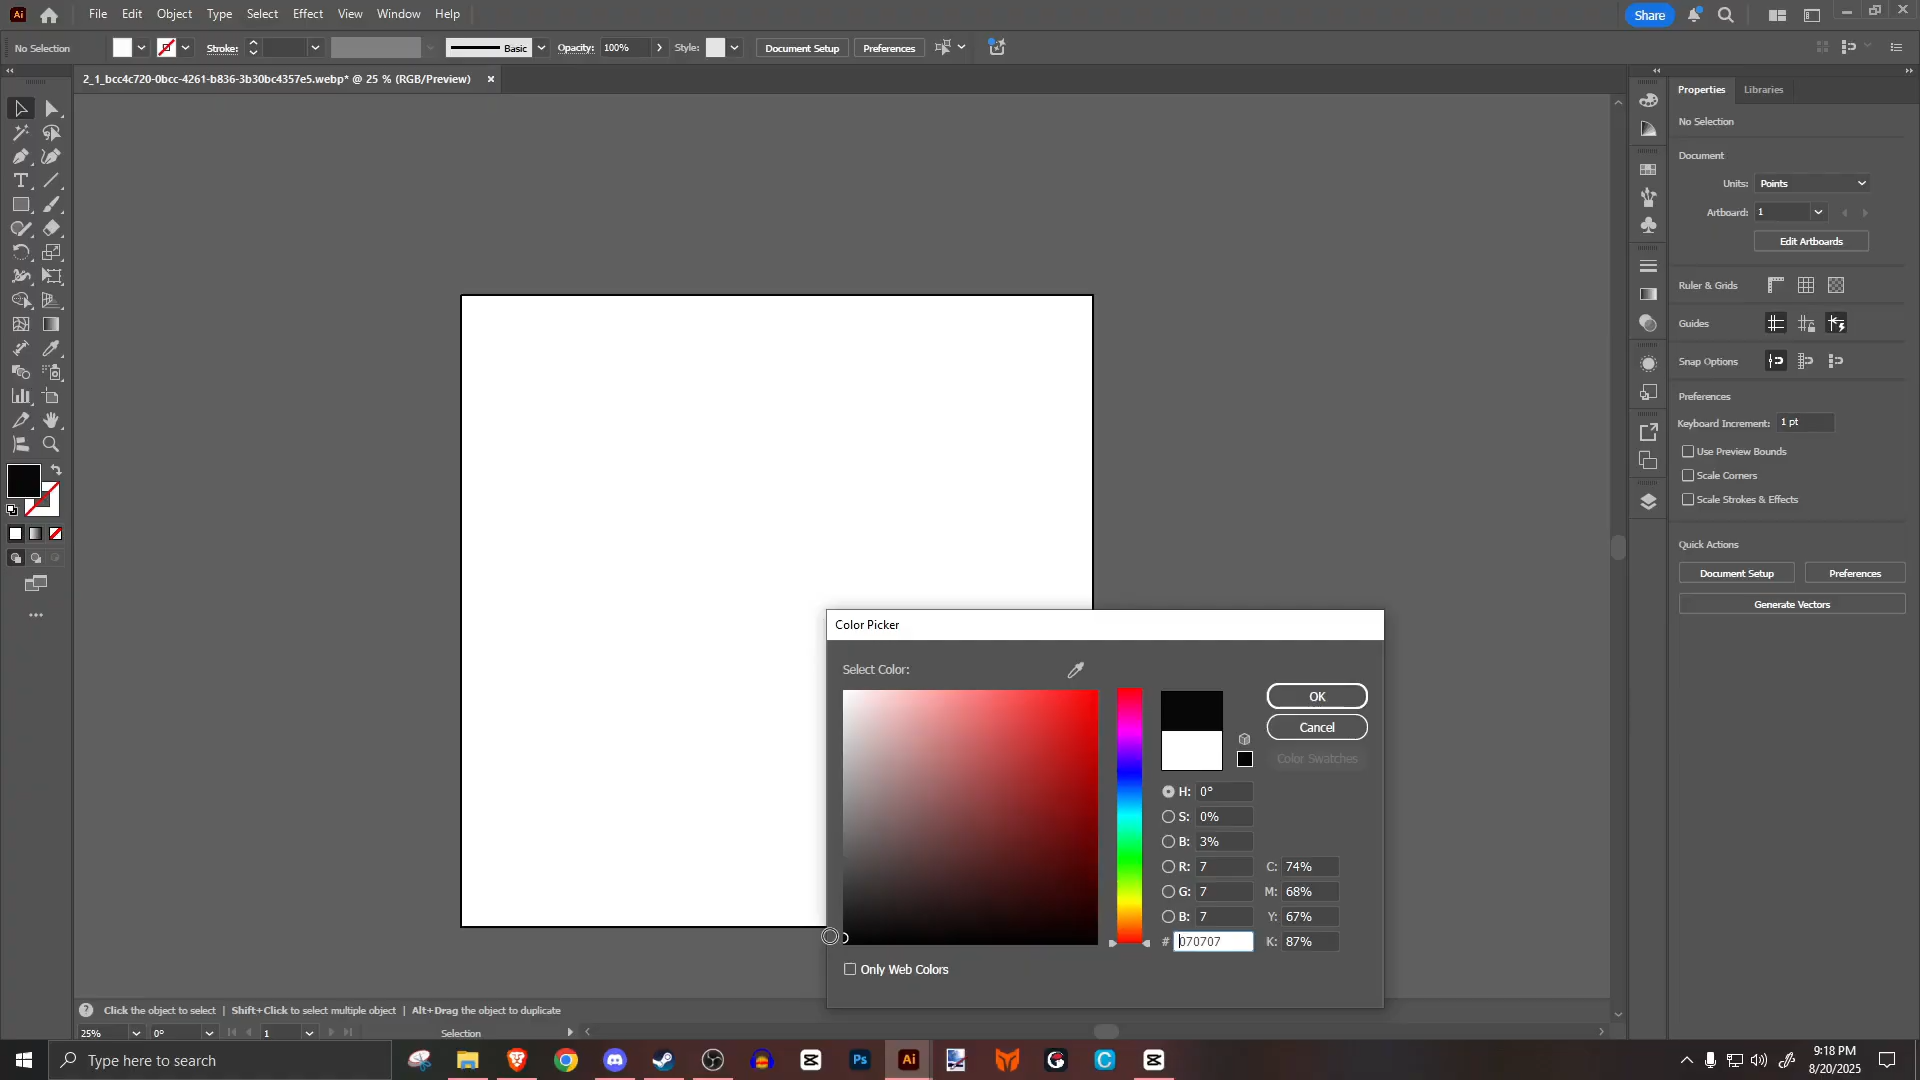 Ai File Edit Object Type Select Effect View Window Help Share
No Selection Stroke: Basic Opacity: 100% Style: Document Setup Preferences
2_1_bcc4c720-0bcc-4261-b836-3b30bc4357e5.webp* @ 25 % (RGB/Preview) ×
Properties Libraries
No Selection
Document
Units: Points
Artboard: 1
Edit Artboards
Ruler & Grids
Guides
Snap Options
Preferences
Keyboard Increment: 1 pt
Use Preview Bounds
Scale Corners
Scale Strokes & Effects
Quick Actions
Document Setup Preferences
Generate Vectors
Color Picker
Select Color:
OK
Cancel
Color Swatches
H: 0°
S: 0%
B: 3%
R: 7 C: 74%
G: 7 M: 68%
B: 7 Y: 67%
# 070707 K: 87%
Only Web Colors
Click the object to select | Shift+Click to select multiple object | Alt+Drag the object to duplicate
25% 0° 1 Selection
Type here to search Ps Ai 9:18 PM
8/20/2025